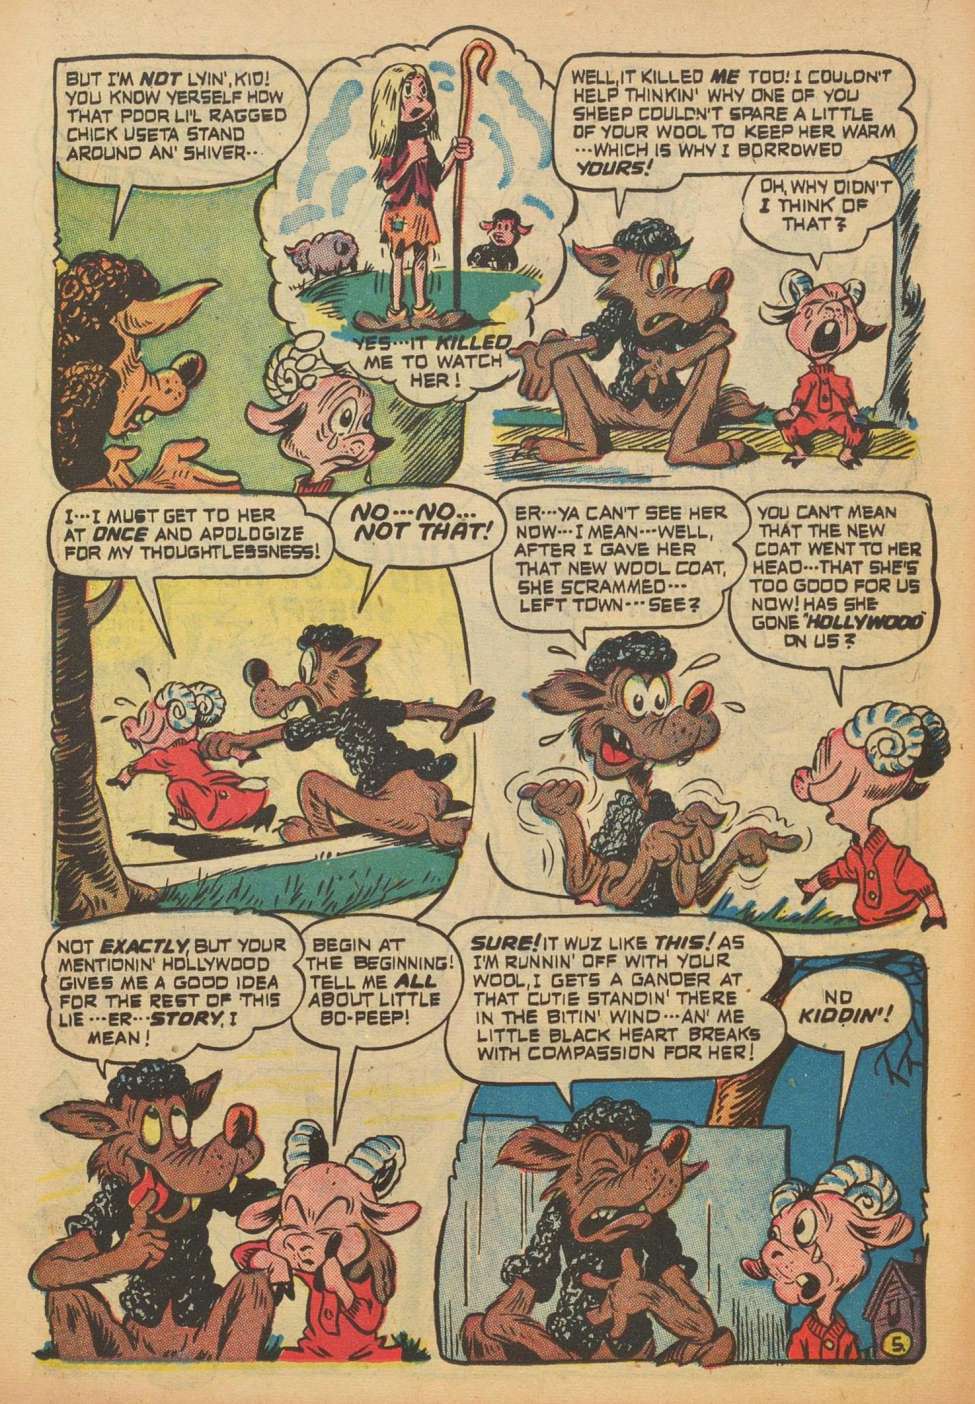 BUT I'M NOT LYIN', KID!
YOU KNOW YERSELF HOW
THAT POOR LI'L RAGGED
CHICK USETA STAND
AROUND AN' SHIVER--
YES---IT KILLED
ME TO WATCH
HER!
WELL, IT KILLED ME TOO! I COULDN'T
HELP THINKIN' WHY ONE OF YOU
SHEEP COULDN'T SPARE A LITTLE
OF YOUR WOOL TO KEEP HER WARM
---WHICH IS WHY I BORROWED
YOURS!
OH, WHY DIDN'T
I THINK OF
THAT?
I---I MUST GET TO HER
AT ONCE AND APOLOGIZE
FOR MY THOUGHTLESSNESS!
NO---NO---
NOT THAT!
ER---YA CAN'T SEE HER
NOW---I MEAN---WELL,
AFTER I GAVE HER
THAT NEW WOOL COAT,
SHE SCRAMMED---
LEFT TOWN---SEE?
YOU CAN'T MEAN
THAT THE NEW
COAT WENT TO HER
HEAD---THAT SHE'S
TOO GOOD FOR US
NOW! HAS SHE
GONE "HOLLYWOOD"
ON US?
NOT EXACTLY, BUT YOUR
MENTIONIN' HOLLYWOOD
GIVES ME A GOOD IDEA
FOR THE REST OF THIS
LIE---ER---STORY, I
MEAN!
BEGIN AT
THE BEGINNING!
TELL ME ALL
ABOUT LITTLE
BO-PEEP!
SURE! IT WUZ LIKE THIS! AS
I'M RUNNIN' OFF WITH YOUR
WOOL, I GETS A GANDER AT
THAT CUTIE STANDIN' THERE
IN THE BITIN' WIND---AN' ME
LITTLE BLACK HEART BREAKS
WITH COMPASSION FOR HER!
NO
KIDDIN'!
5.